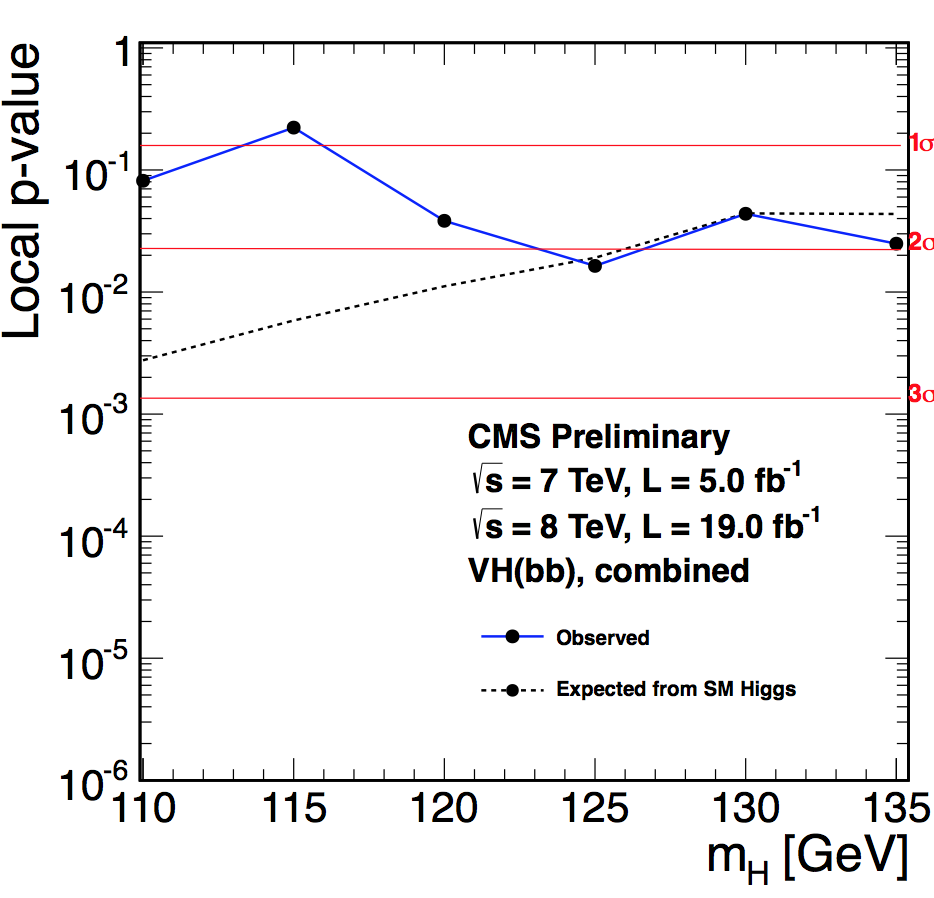 Local p-value
1
10⁻¹
10⁻²
10⁻³
10⁻⁴
10⁻⁵
10⁻⁶
1σ
2σ
3σ
CMS Preliminary
√s = 7 TeV, L = 5.0 fb⁻¹
√s = 8 TeV, L = 19.0 fb⁻¹
VH(bb), combined
Observed
Expected from SM Higgs
110 115 120 125 130 135
m_H [GeV]